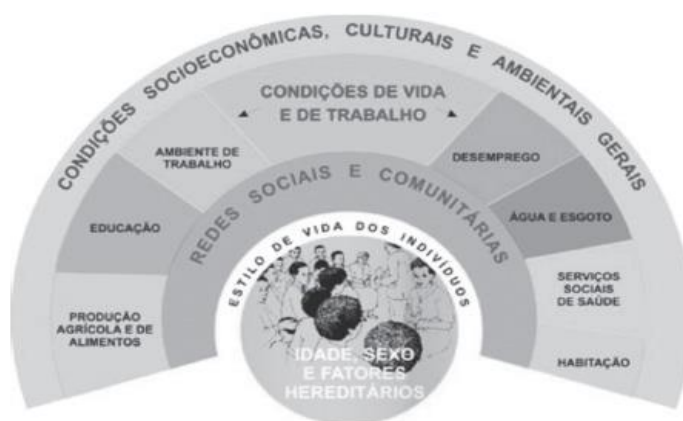 CONDIÇÕES SOCIOECONÔMICAS, CULTURAIS E AMBIENTAIS GERAIS
CONDIÇÕES DE VIDA
E DE TRABALHO
AMBIENTE DE
TRABALHO
DESEMPREGO
REDES SOCIAIS E COMUNITÁRIAS
EDUCAÇÃO
ÁGUA E ESGOTO
ESTILO DE VIDA DOS INDIVÍDUOS
PRODUÇÃO
AGRÍCOLA E DE
ALIMENTOS
SERVIÇOS
SOCIAIS
DE SAÚDE
HABITAÇÃO
IDADE, SEXO
E FATORES
HEREDITÁRIOS